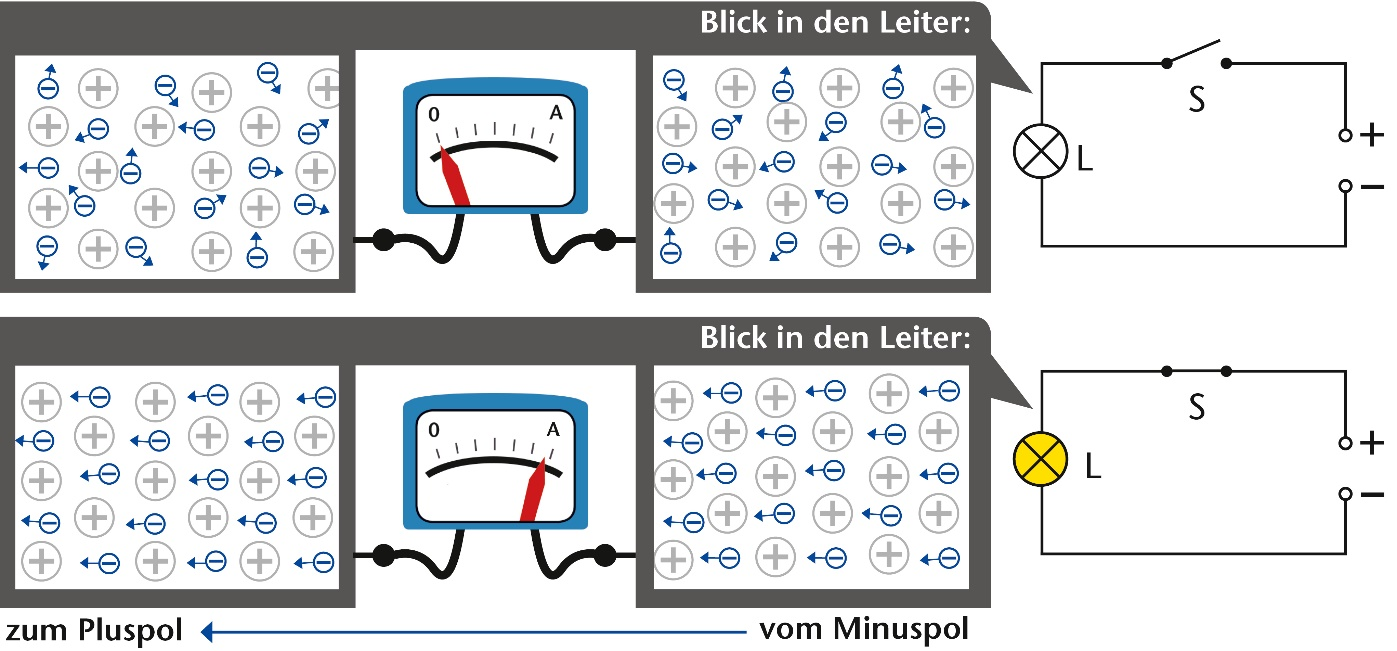 Blick in den Leiter:
0 A
S
L
+
−
Blick in den Leiter:
0 A
S
L
+
−
zum Pluspol vom Minuspol